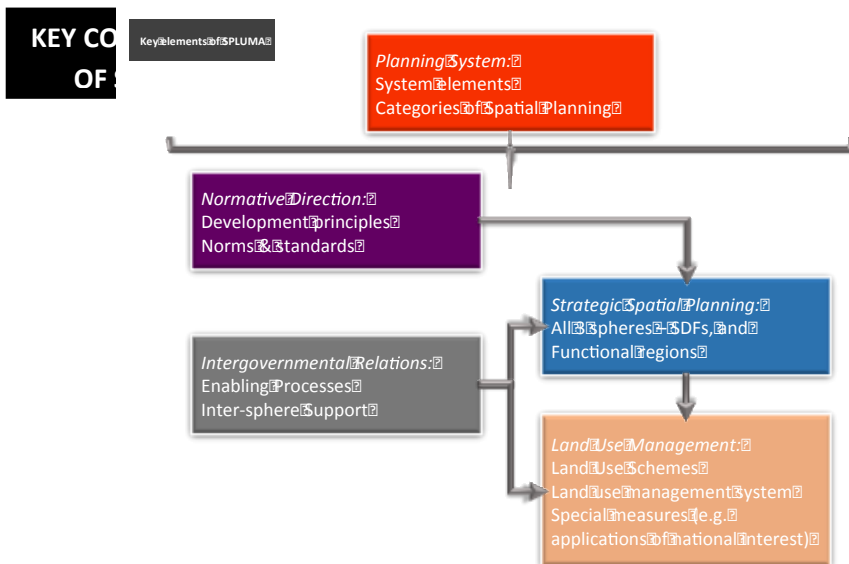 KEY CO
OF
Key elements of SPLUMA
Planning System:
System elements
Categories of Spatial Planning
Normative Direction:
Development principles
Norms & standards
Strategic Spatial Planning:
All 3 spheres – SDFs, and
Functional regions
Intergovernmental Relations:
Enabling Processes
Inter-sphere Support
Land Use Management:
Land Use Schemes
Land use management system
Special measures (e.g.
applications of national interest)